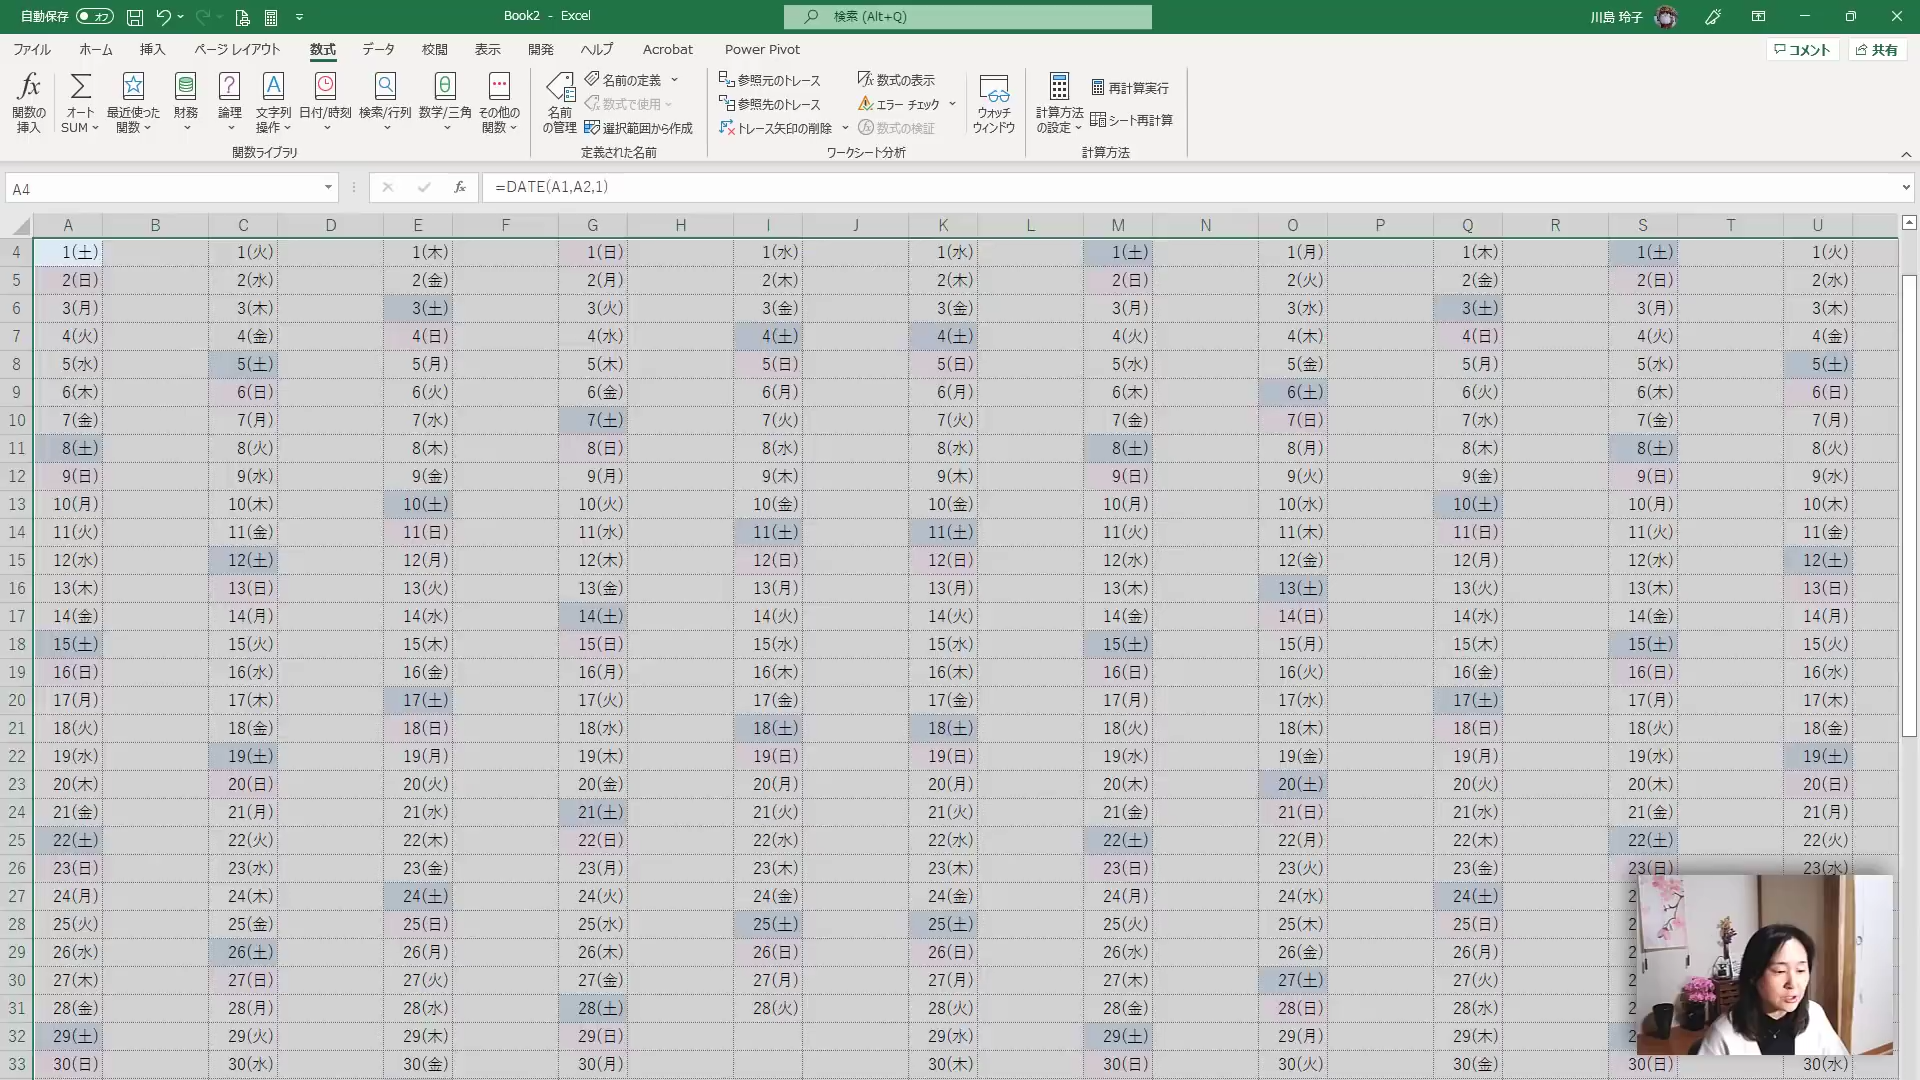 自動保存 オフ Book2 - Excel 検索 (Alt+Q) 川島 玲子
ファイル ホーム 挿入 ページ レイアウト 数式 データ 校閲 表示 開発 ヘルプ Acrobat Power Pivot コメント 共有
関数の挿入 オート SUM 最近使った関数 財務 論理 文字列操作 日付/時刻 検索/行列 数学/三角 その他の関数 名前の管理 名前の定義 数式で使用 選択範囲から作成 参照元のトレース 参照先のトレース トレース矢印の削除 数式の表示 エラー チェック 数式の検証 ウォッチ ウィンドウ 計算方法の設定 再計算実行 シート再計算
関数ライブラリ 定義された名前 ワークシート分析 計算方法
A4 fx =DATE(A1,A2,1)
A B C D E F G H I J K L M N O P Q R S T U
4 1(土) 1(火) 1(木) 1(日) 1(水) 1(水) 1(土) 1(月) 1(木) 1(土) 1(火)
5 2(日) 2(水) 2(金) 2(月) 2(木) 2(木) 2(日) 2(火) 2(金) 2(日) 2(水)
6 3(月) 3(木) 3(土) 3(火) 3(金) 3(金) 3(月) 3(水) 3(土) 3(月) 3(木)
7 4(火) 4(金) 4(日) 4(水) 4(土) 4(土) 4(火) 4(木) 4(日) 4(火) 4(金)
8 5(水) 5(土) 5(月) 5(木) 5(日) 5(日) 5(水) 5(金) 5(月) 5(水) 5(土)
9 6(木) 6(日) 6(火) 6(金) 6(月) 6(月) 6(木) 6(土) 6(火) 6(木) 6(日)
10 7(金) 7(月) 7(水) 7(土) 7(火) 7(火) 7(金) 7(日) 7(水) 7(金) 7(月)
11 8(土) 8(火) 8(木) 8(日) 8(水) 8(水) 8(土) 8(月) 8(木) 8(土) 8(火)
12 9(日) 9(水) 9(金) 9(月) 9(木) 9(木) 9(日) 9(火) 9(金) 9(日) 9(水)
13 10(月) 10(木) 10(土) 10(火) 10(金) 10(金) 10(月) 10(水) 10(土) 10(月) 10(木)
14 11(火) 11(金) 11(日) 11(水) 11(土) 11(土) 11(火) 11(木) 11(日) 11(火) 11(金)
15 12(水) 12(土) 12(月) 12(木) 12(日) 12(日) 12(水) 12(金) 12(月) 12(水) 12(土)
16 13(木) 13(日) 13(火) 13(金) 13(月) 13(月) 13(木) 13(土) 13(火) 13(木) 13(日)
17 14(金) 14(月) 14(水) 14(土) 14(火) 14(火) 14(金) 14(日) 14(水) 14(金) 14(月)
18 15(土) 15(火) 15(木) 15(日) 15(水) 15(水) 15(土) 15(月) 15(木) 15(土) 15(火)
19 16(日) 16(水) 16(金) 16(月) 16(木) 16(木) 16(日) 16(火) 16(金) 16(日) 16(水)
20 17(月) 17(木) 17(土) 17(火) 17(金) 17(金) 17(月) 17(水) 17(土) 17(月) 17(木)
21 18(火) 18(金) 18(日) 18(水) 18(土) 18(土) 18(火) 18(木) 18(日) 18(火) 18(金)
22 19(水) 19(土) 19(月) 19(木) 19(日) 19(日) 19(水) 19(金) 19(月) 19(水) 19(土)
23 20(木) 20(日) 20(火) 20(金) 20(月) 20(月) 20(木) 20(土) 20(火) 20(木) 20(日)
24 21(金) 21(月) 21(水) 21(土) 21(火) 21(火) 21(金) 21(日) 21(水) 21(金) 21(月)
25 22(土) 22(火) 22(木) 22(日) 22(水) 22(水) 22(土) 22(月) 22(木) 22(土) 22(火)
26 23(日) 23(水) 23(金) 23(月) 23(木) 23(木) 23(日) 23(火) 23(金) 23(日) 23(水)
27 24(月) 24(木) 24(土) 24(火) 24(金) 24(金) 24(月) 24(水) 24(土) 2
28 25(火) 25(金) 25(日) 25(水) 25(土) 25(土) 25(火) 25(木) 25(日) 2
29 26(水) 26(土) 26(月) 26(木) 26(日) 26(日) 26(水) 26(金) 26(月) 2
30 27(木) 27(日) 27(火) 27(金) 27(月) 27(月) 27(木) 27(土) 27(火) 2
31 28(金) 28(月) 28(水) 28(土) 28(火) 28(火) 28(金) 28(日) 28(水) 2
32 29(土) 29(火) 29(木) 29(日) 29(水) 29(土) 29(月) 29(木) 2
33 30(日) 30(水) 30(金) 30(月) 30(木) 30(日) 30(火) 30(金) 30(日) 30(水)